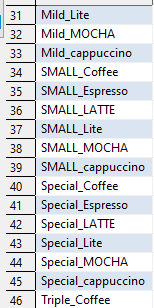 31 Mild_Lite
32 Mild_MOCHA
33 Mild_cappuccino
34 SMALL_Coffee
35 SMALL_Espresso
36 SMALL_LATTE
37 SMALL_Lite
38 SMALL_MOCHA
39 SMALL_cappuccino
40 Special_Coffee
41 Special_Espresso
42 Special_LATTE
43 Special_Lite
44 Special_MOCHA
45 Special_cappuccino
46 Triple_Coffee